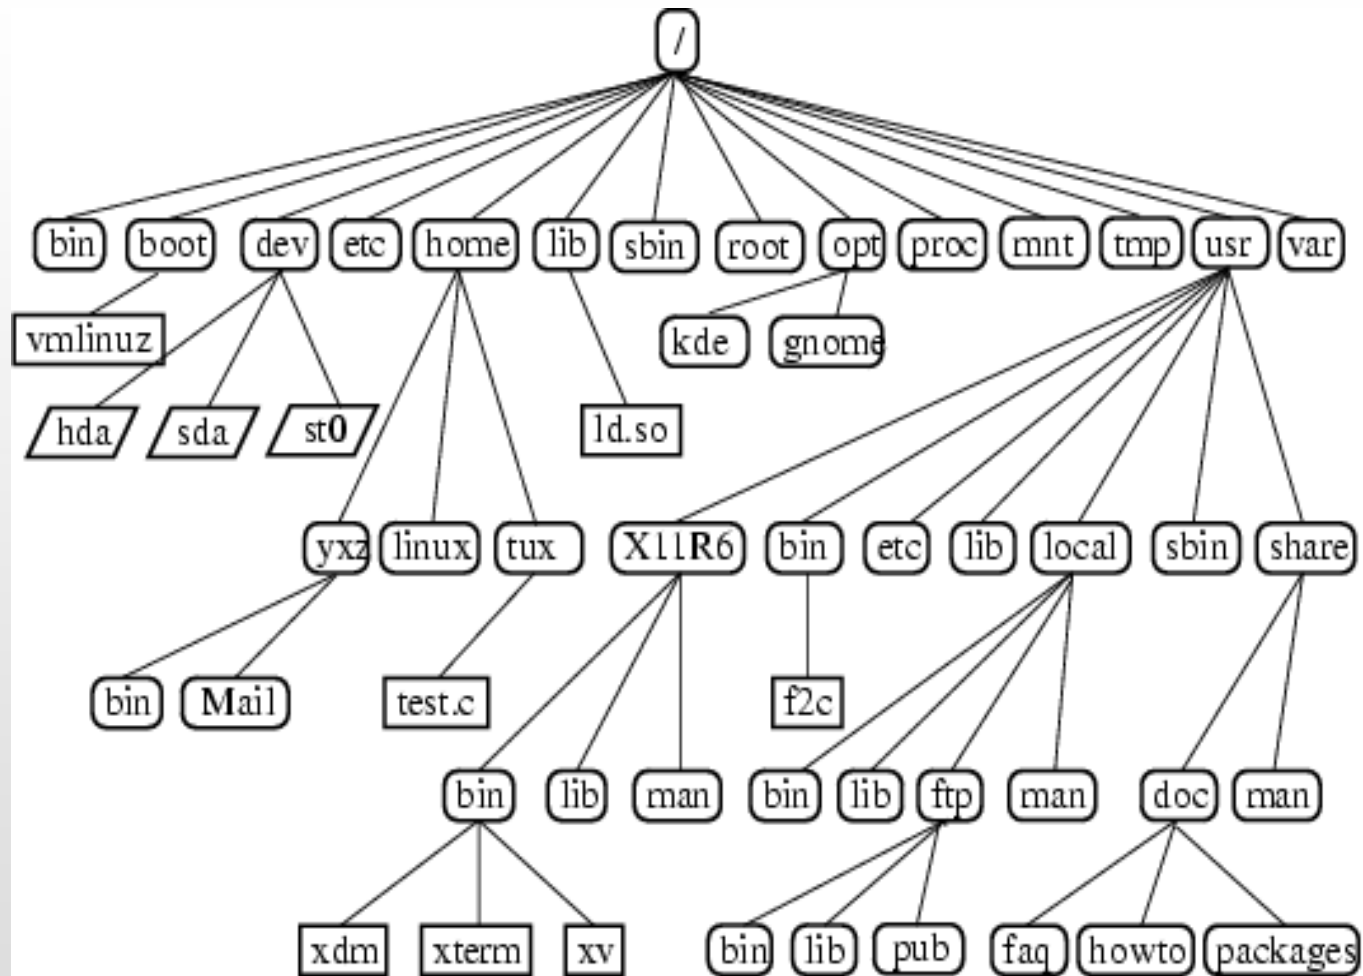 /
bin boot dev etc home lib sbin root opt proc mnt tmp usr var
vmlinuz kde gnome
hda sda st0 ld.so
yxz linux tux X11R6 bin etc lib local sbin share
bin Mail test.c f2c
bin lib man bin lib ftp man doc man
xdm xterm xv bin lib pub faq howto packages